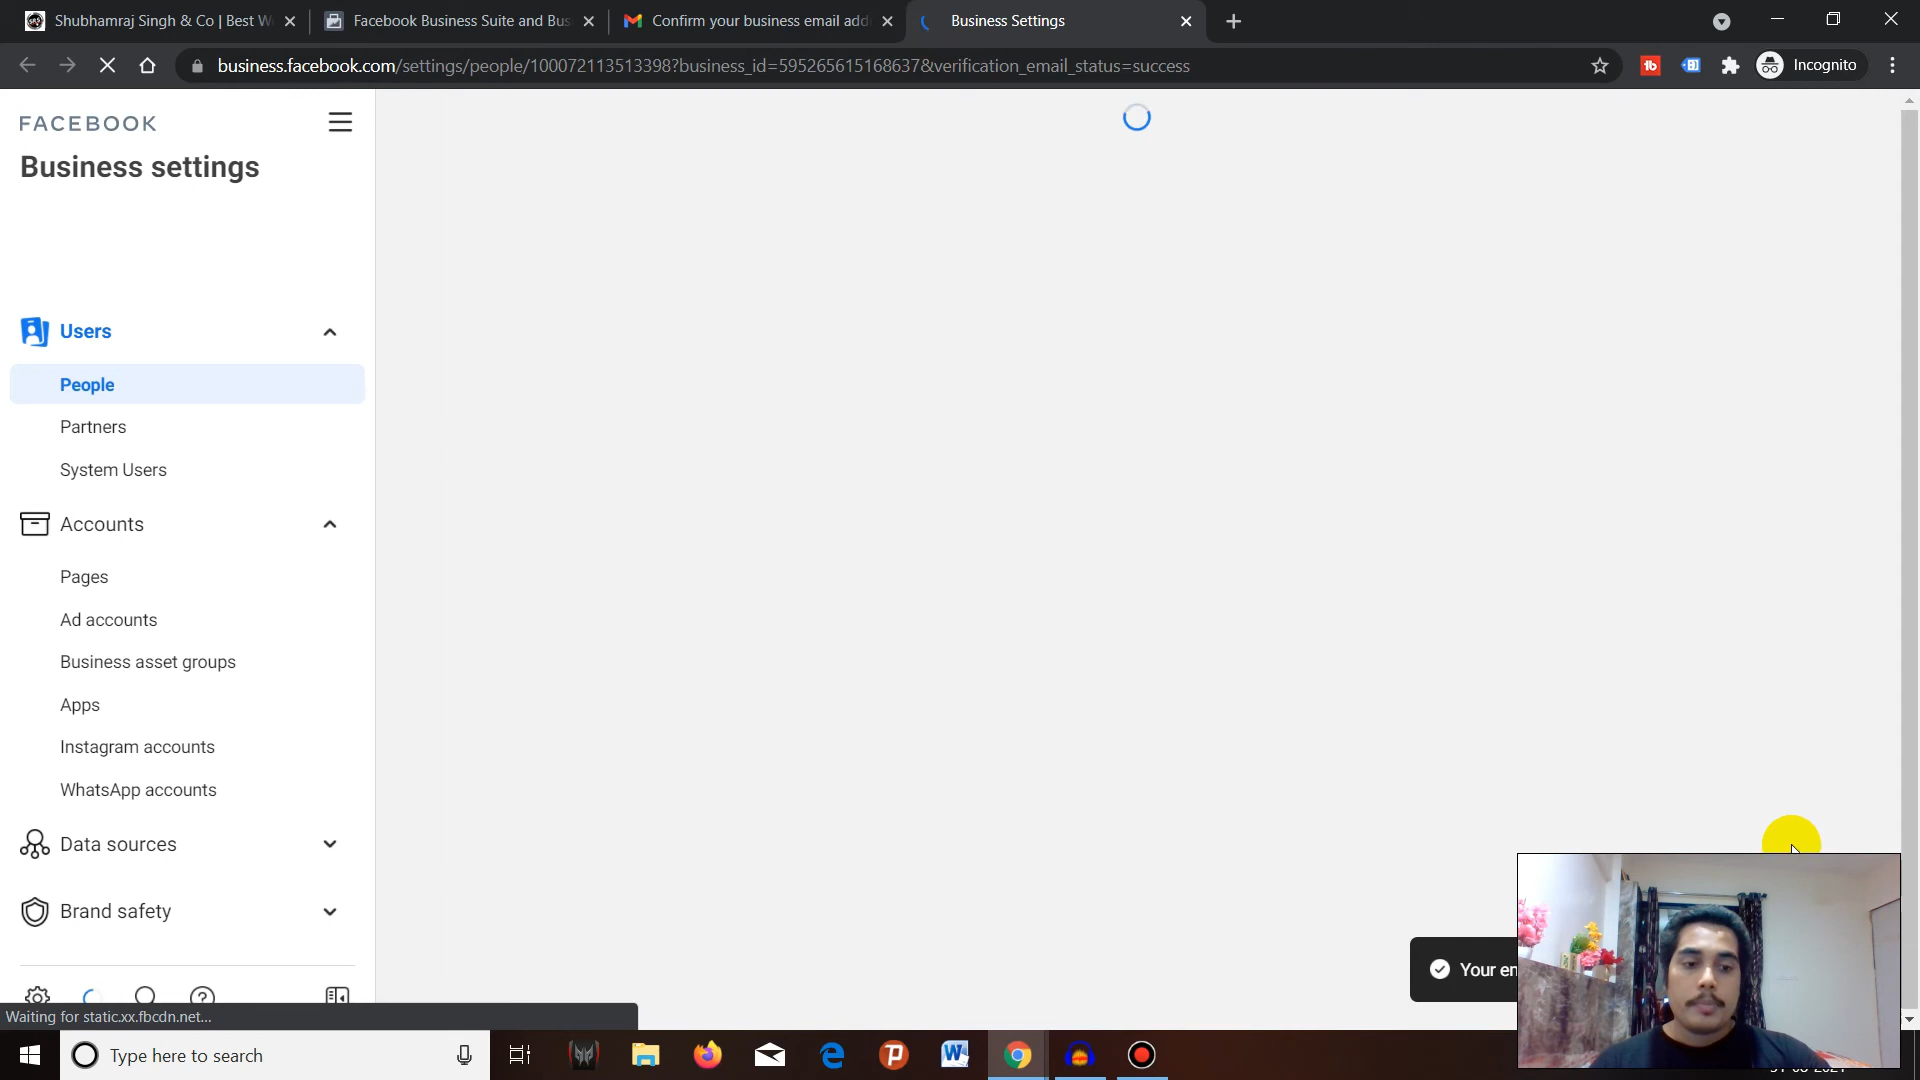 Shubhamraj Singh & Co | Best W
Facebook Business Suite and Bus
Confirm your business email add
Business Settings
business.facebook.com/settings/people/100072113513398?business_id=595265615168637&verification_email_status=success
Incognito
FACEBOOK
Business settings
Users
People
Partners
System Users
Accounts
Pages
Ad accounts
Business asset groups
Apps
Instagram accounts
WhatsApp accounts
Data sources
Brand safety
Your em
Waiting for static.xx.fbcdn.net...
Type here to search